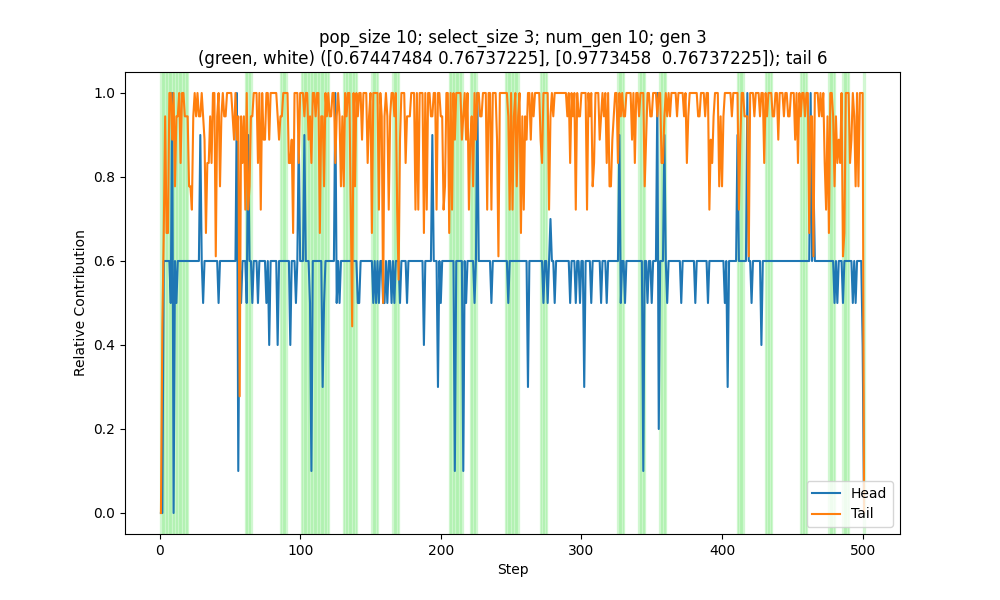 pop_size 10; select_size 3; num_gen 10; gen 3
(green, white) ([0.67447484 0.76737225], [0.9773458  0.76737225]); tail 6
1.0
0.8
0.6
0.4
0.2
0.0
Relative Contribution
0
100
200
300
400
500
Step
Head
Tail